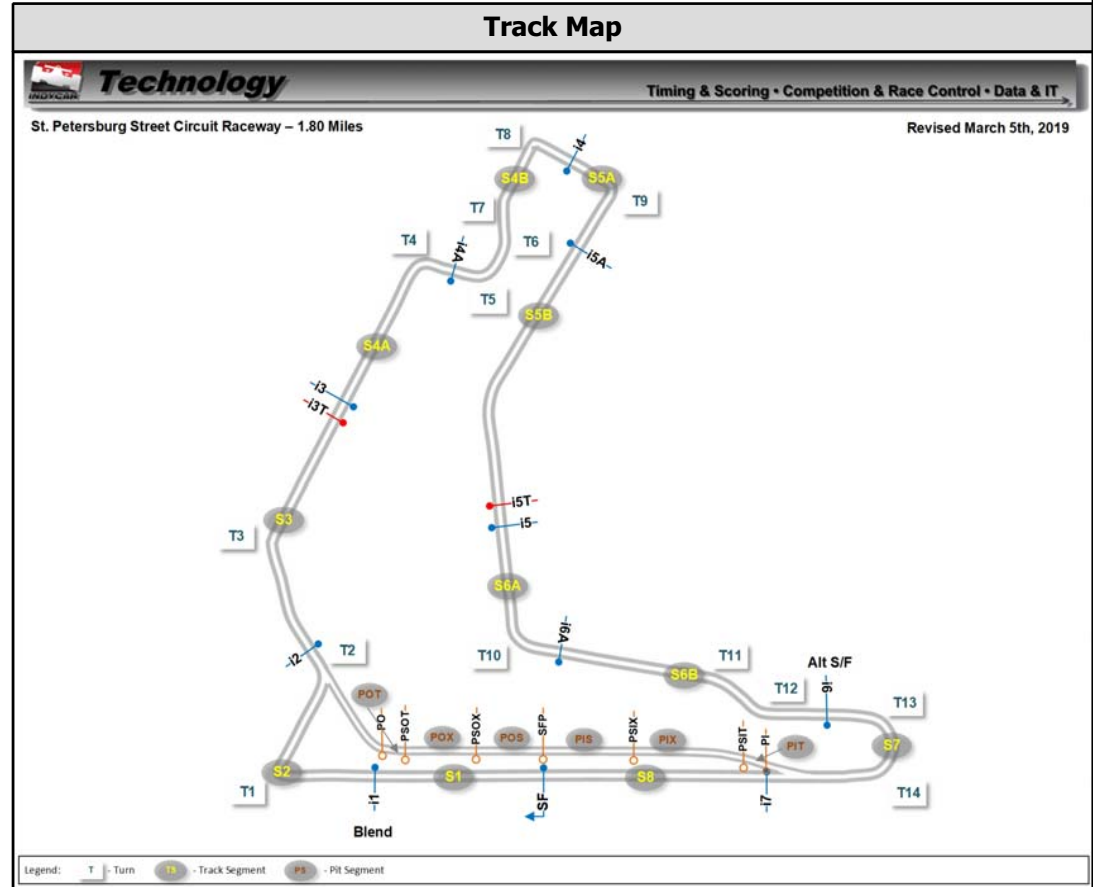 Track Map
INDYCAR
Technology
Timing & Scoring • Competition & Race Control • Data & IT
St. Petersburg Street Circuit Raceway – 1.80 Miles
Revised March 5th, 2019
T8
-i4-
S4B
S5A
T9
T7
T4
-i4A-
T6
-i5A-
T5
S5B
S4A
-i3-
-i3T-
-i5T-
-i5-
S3
T3
S6A
-i6A-
-i2-
T2
T10
S6B
T11
Alt S/F
-i6-
T12
T13
POT
-PO-
-PSOT-
POX
-PSOX-
POS
-SFP-
PIS
-PSIX-
PIX
-PSIT-
-PI-
PIT
S7
S2
S1
S8
T1
-i1-
-SF-
-i7-
T14
Blend
Legend: T - Turn TS - Track Segment PS - Pit Segment